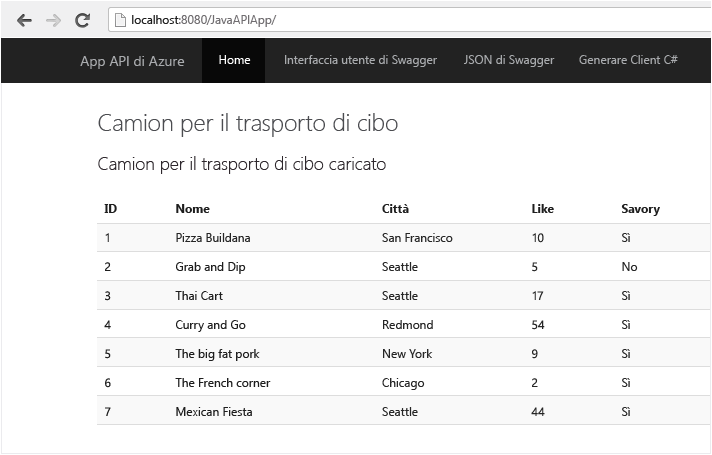 localhost:8080/JavaAPIApp/
App API di Azure Home Interfaccia utente di Swagger JSON di Swagger Generare Client C#
Camion per il trasporto di cibo
Camion per il trasporto di cibo caricato
ID Nome Città Like Savory
1 Pizza Buildana San Francisco 10 Sì
2 Grab and Dip Seattle 5 No
3 Thai Cart Seattle 17 Sì
4 Curry and Go Redmond 54 Sì
5 The big fat pork New York 9 Sì
6 The French corner Chicago 2 Sì
7 Mexican Fiesta Seattle 44 Sì